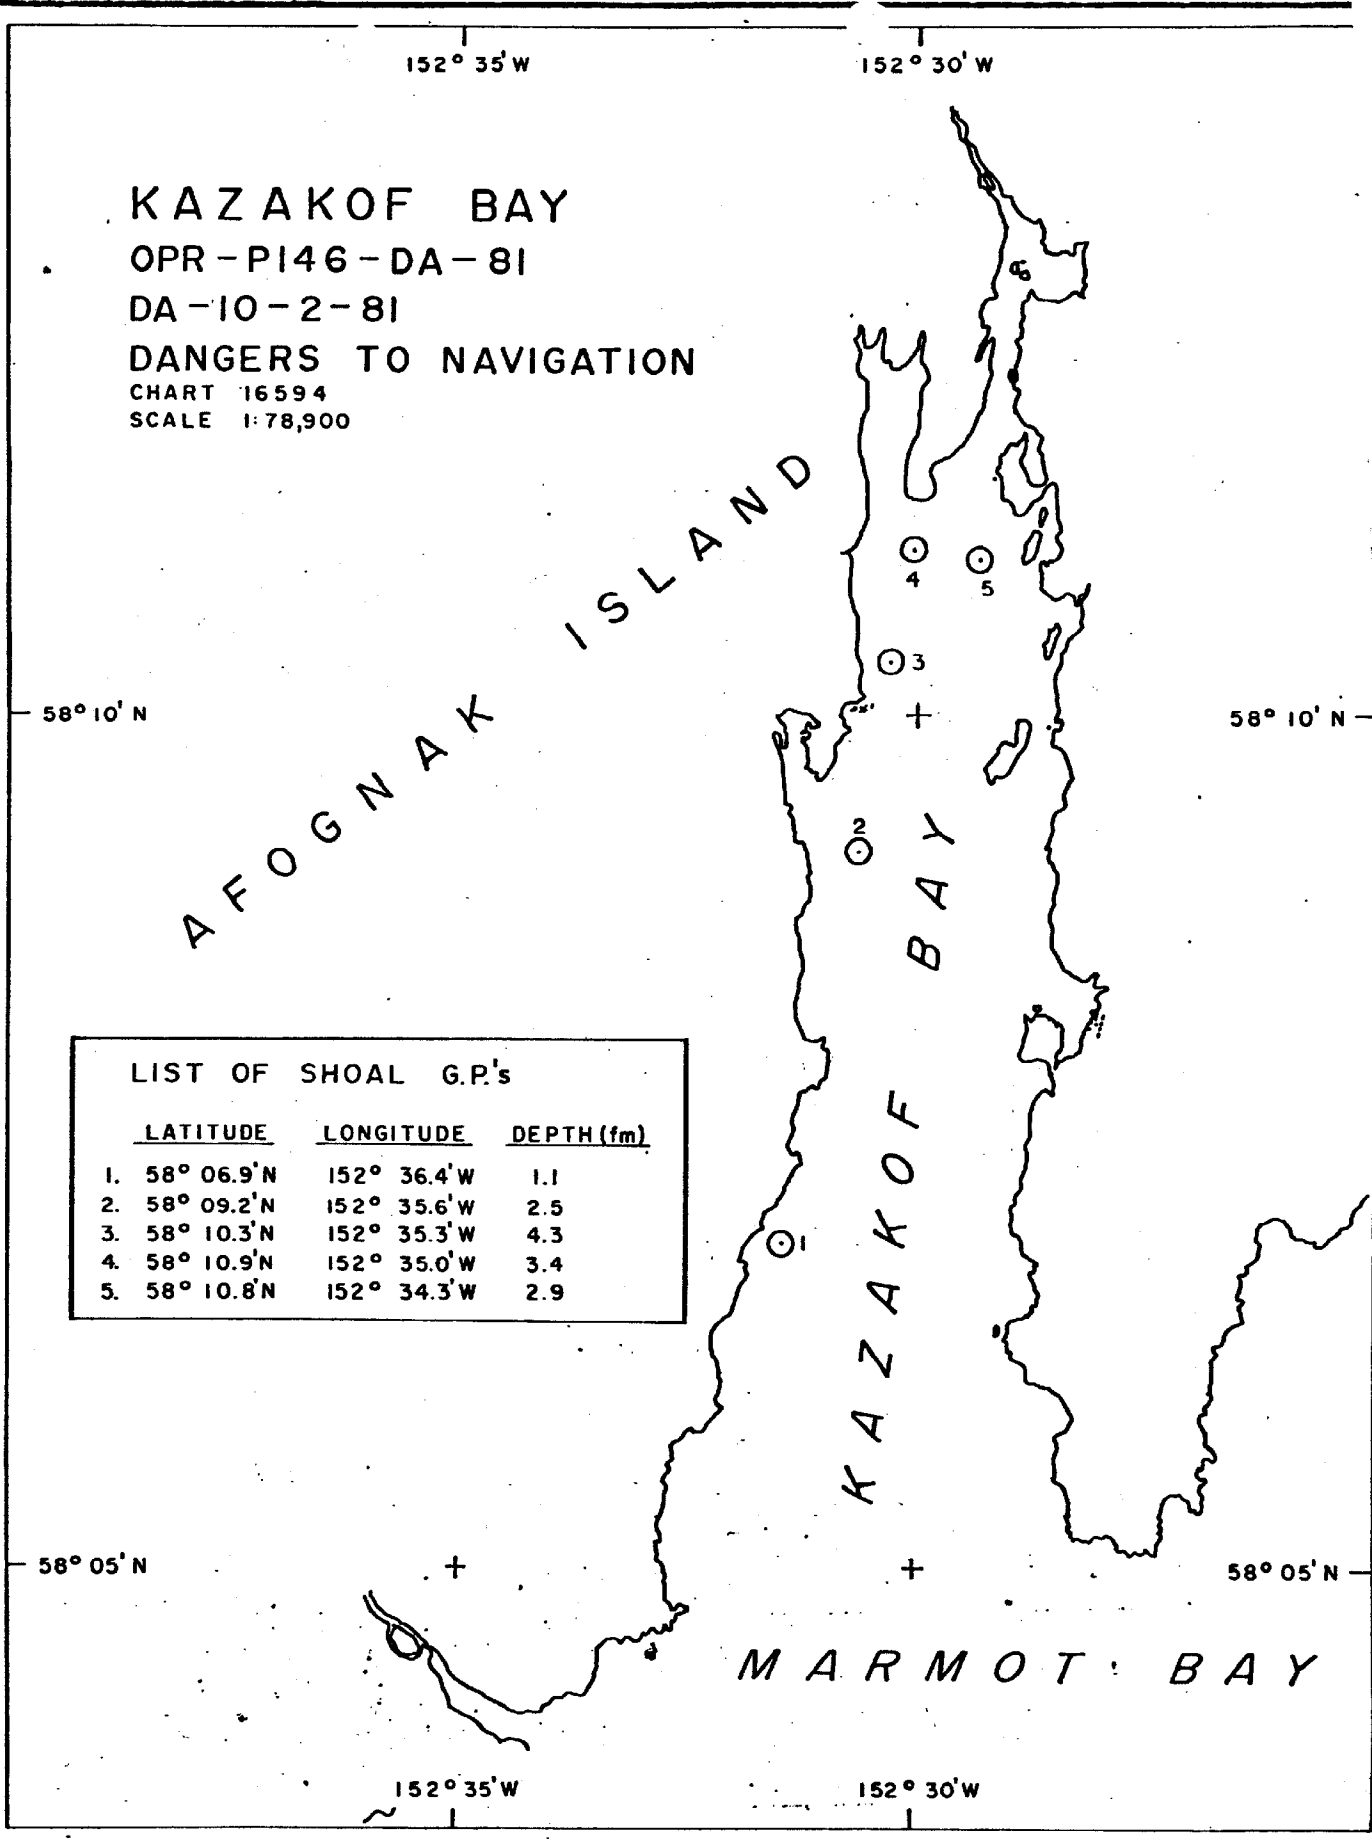 152° 35' W
152° 30' W
KAZAKOF BAY
OPR-P146-DA-81
DA-10-2-81
DANGERS TO NAVIGATION
CHART 16594
SCALE 1:78,900
AFOGNAK ISLAND
4
5
3
58° 10' N
58° 10' N
2
KAZAKOF BAY
LIST OF SHOAL G.P.'s
LATITUDE LONGITUDE DEPTH (fm)
1. 58° 06.9'N 152° 36.4'W 1.1
2. 58° 09.2'N 152° 35.6'W 2.5
3. 58° 10.3'N 152° 35.3'W 4.3
4. 58° 10.9'N 152° 35.0'W 3.4
5. 58° 10.8'N 152° 34.3'W 2.9
1
58° 05' N
58° 05' N
MARMOT BAY
152° 35' W
152° 30' W